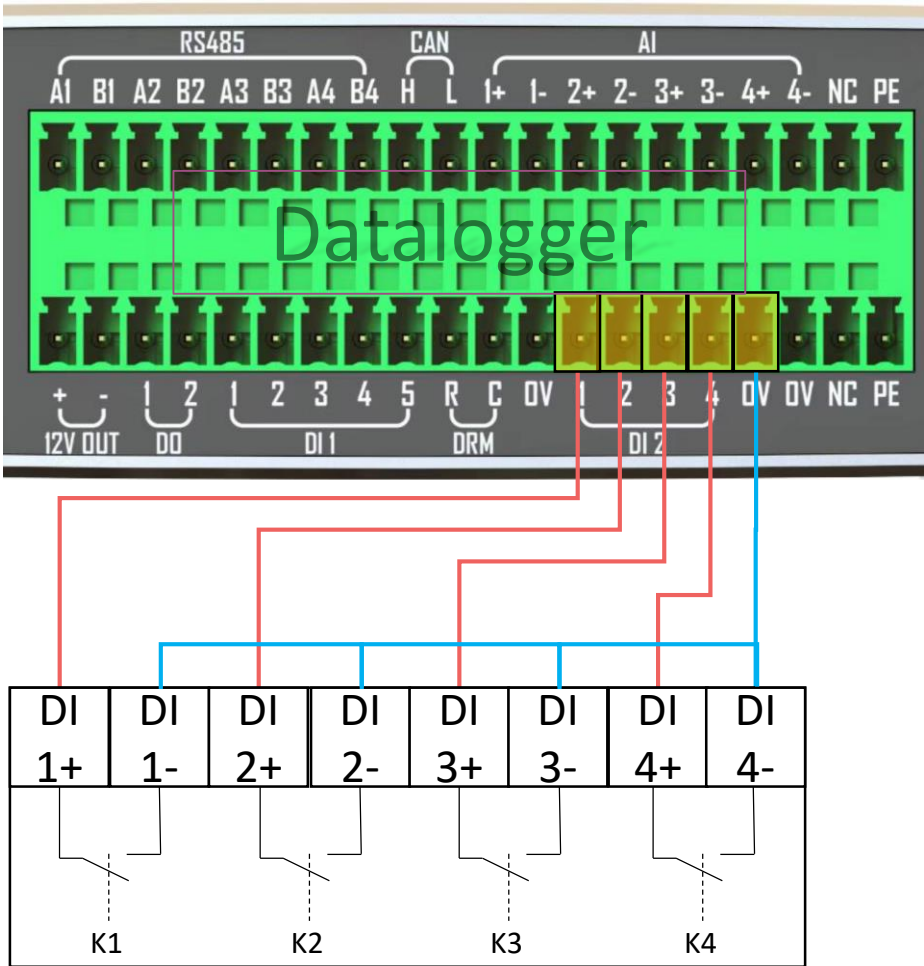 RS485 CAN AI
A1 B1 A2 B2 A3 B3 A4 B4 H L 1+ 1- 2+ 2- 3+ 3- 4+ 4- NC PE
Datalogger
+ - 1 2 1 2 3 4 5 R C 0V 1 2 3 4 0V 0V NC PE
12V OUT DO DI 1 DRM DI 2
DI DI DI DI DI DI DI DI
1+ 1- 2+ 2- 3+ 3- 4+ 4-
K1 K2 K3 K4